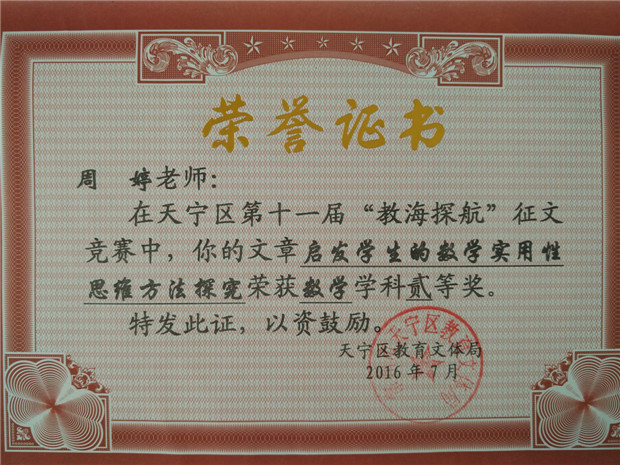 荣誉证书
周 婷老师：
在天宁区第十一届“教海探航”征文
竞赛中，你的文章启发学生的数学实用性
思维方法探究荣获数学学科贰等奖。
特发此证，以资鼓励。
天宁区教育文体局
2016年7月